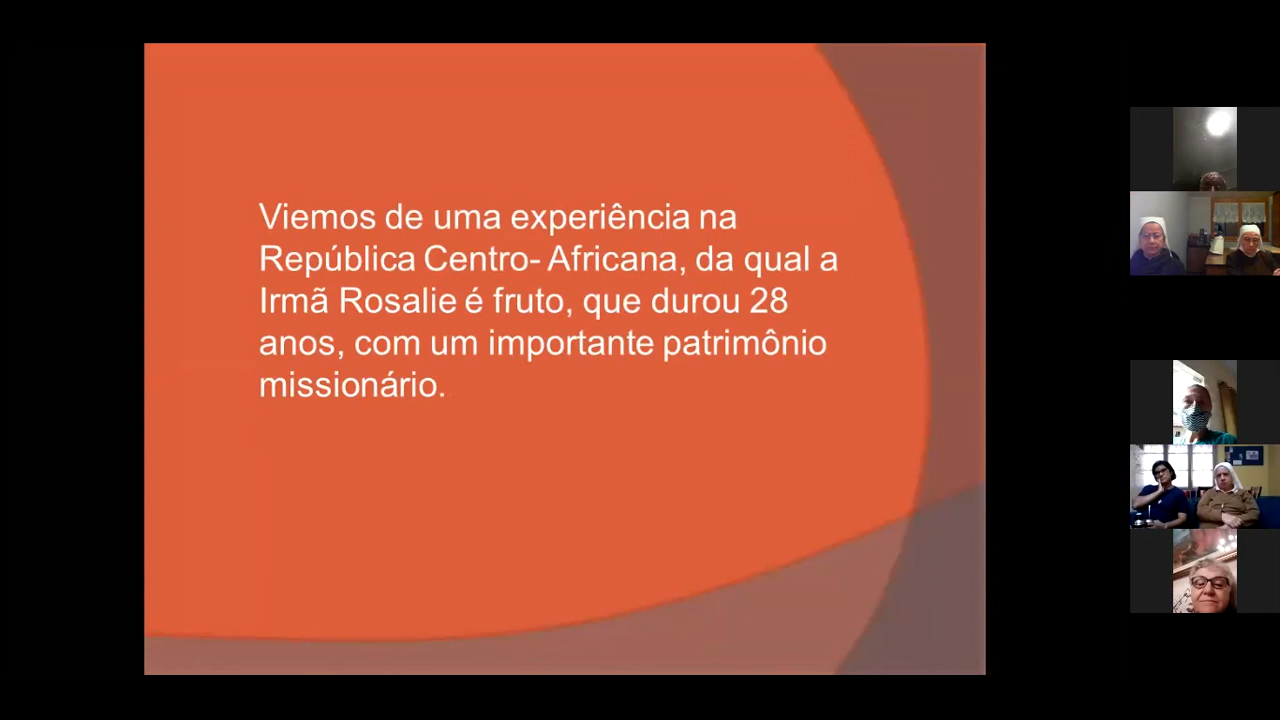 Viemos de uma experiência na
República Centro- Africana, da qual a
Irmã Rosalie é fruto, que durou 28
anos, com um importante patrimônio
missionário.